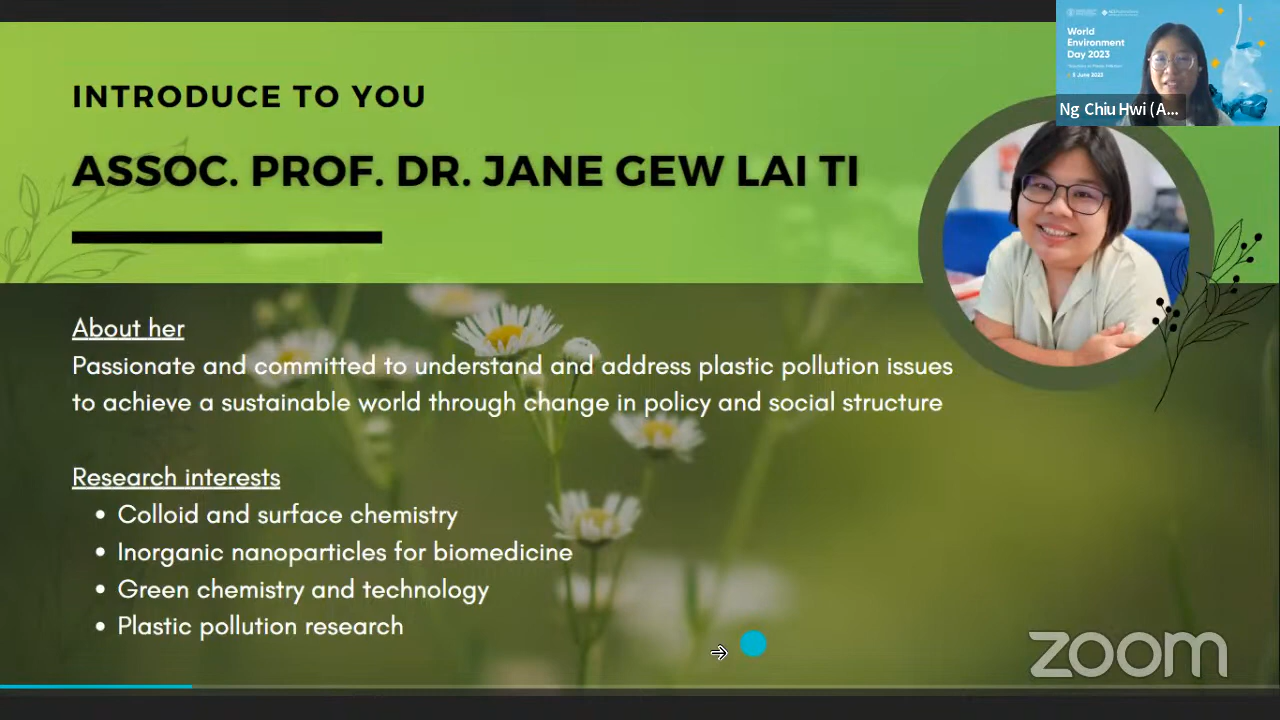 INTRODUCE TO YOU
ASSOC. PROF. DR. JANE GEW LAI TI
About her
Passionate and committed to understand and address plastic pollution issues
to achieve a sustainable world through change in policy and social structure
Research interests
• Colloid and surface chemistry
• Inorganic nanoparticles for biomedicine
• Green chemistry and technology
• Plastic pollution research
World
Environment
Day 2023
5 June 2023
Ng Chiu Hwi (A...
zoom